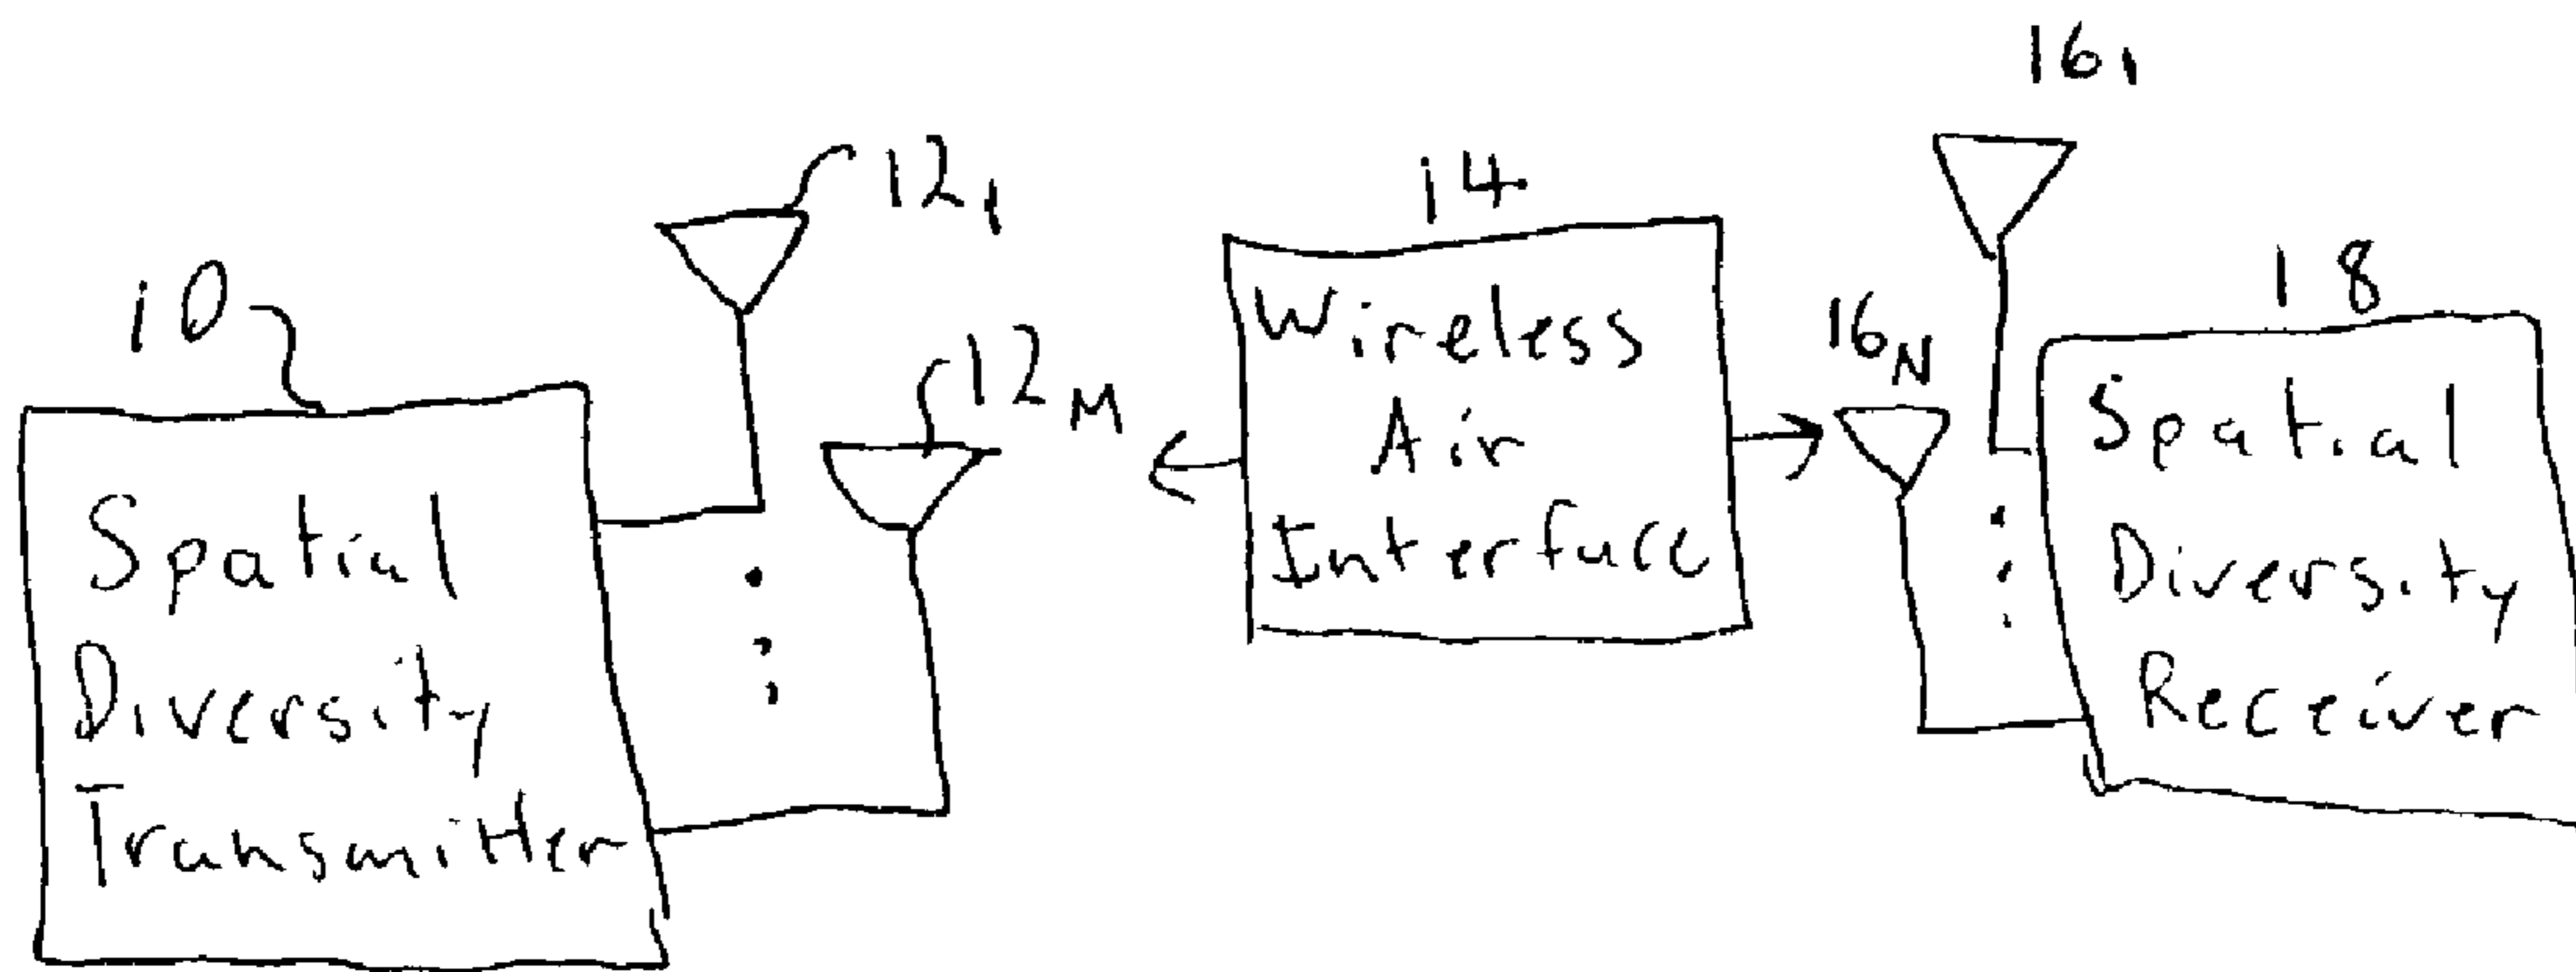 10
Spatial
Diversity
Transmitter
12₁
12M
14
Wireless
Air
Interface
16₁
16N
18
Spatial
Diversity
Receiver